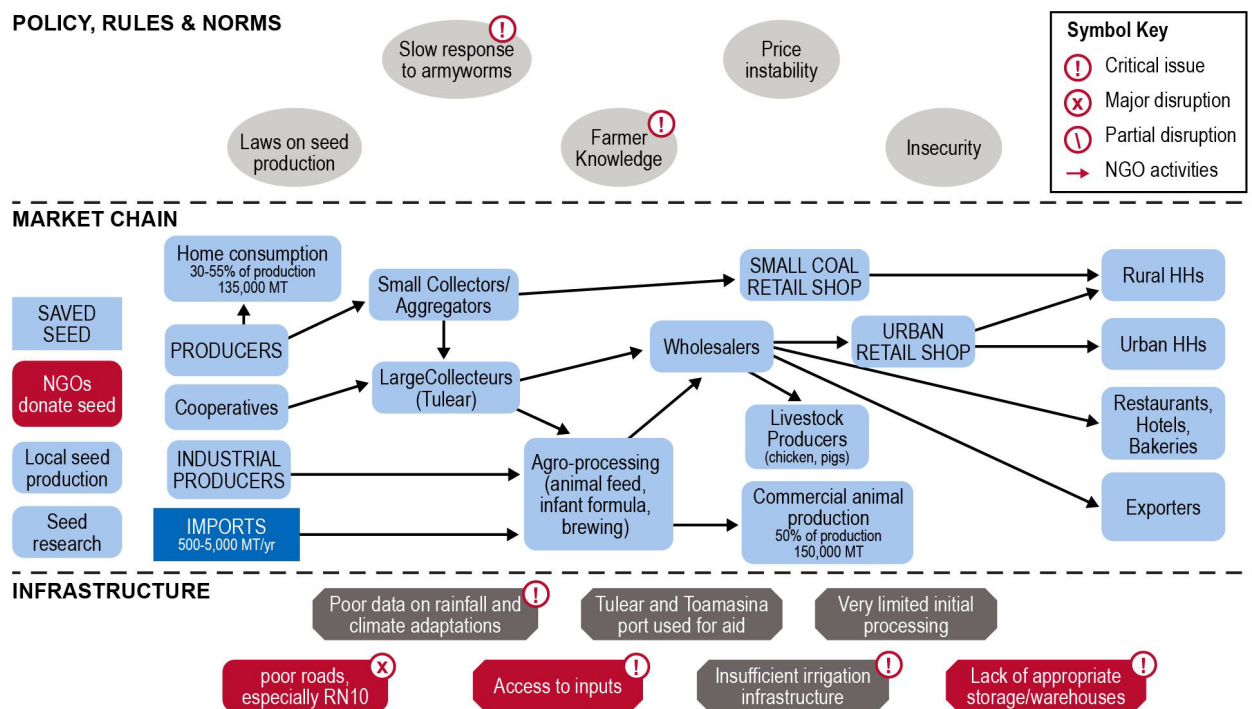 POLICY, RULES & NORMS
Slow response
to armyworms
!
Price
instability
Laws on seed
production
Farmer
Knowledge
!
Insecurity
Symbol Key
! Critical issue
x Major disruption
\ Partial disruption
NGO activities
MARKET CHAIN
SAVED
SEED
NGOs
donate seed
Local seed
production
Seed
research
Home consumption
30-55% of production
135,000 MT
PRODUCERS
Cooperatives
INDUSTRIAL
PRODUCERS
IMPORTS
500-5,000 MT/yr
Small Collectors/
Aggregators
LargeCollecteurs
(Tulear)
Agro-processing
(animal feed,
infant formula,
brewing)
Wholesalers
SMALL COAL
RETAIL SHOP
URBAN
RETAIL SHOP
Livestock
Producers
(chicken, pigs)
Commercial animal
production
50% of production
150,000 MT
Rural HHs
Urban HHs
Restaurants,
Hotels,
Bakeries
Exporters
INFRASTRUCTURE
Poor data on rainfall and
climate adaptations
!
Tulear and Toamasina
port used for aid
Very limited initial
processing
poor roads,
especially RN10
x
Access to inputs
!
Insufficient irrigation
infrastructure
!
Lack of appropriate
storage/warehouses
!